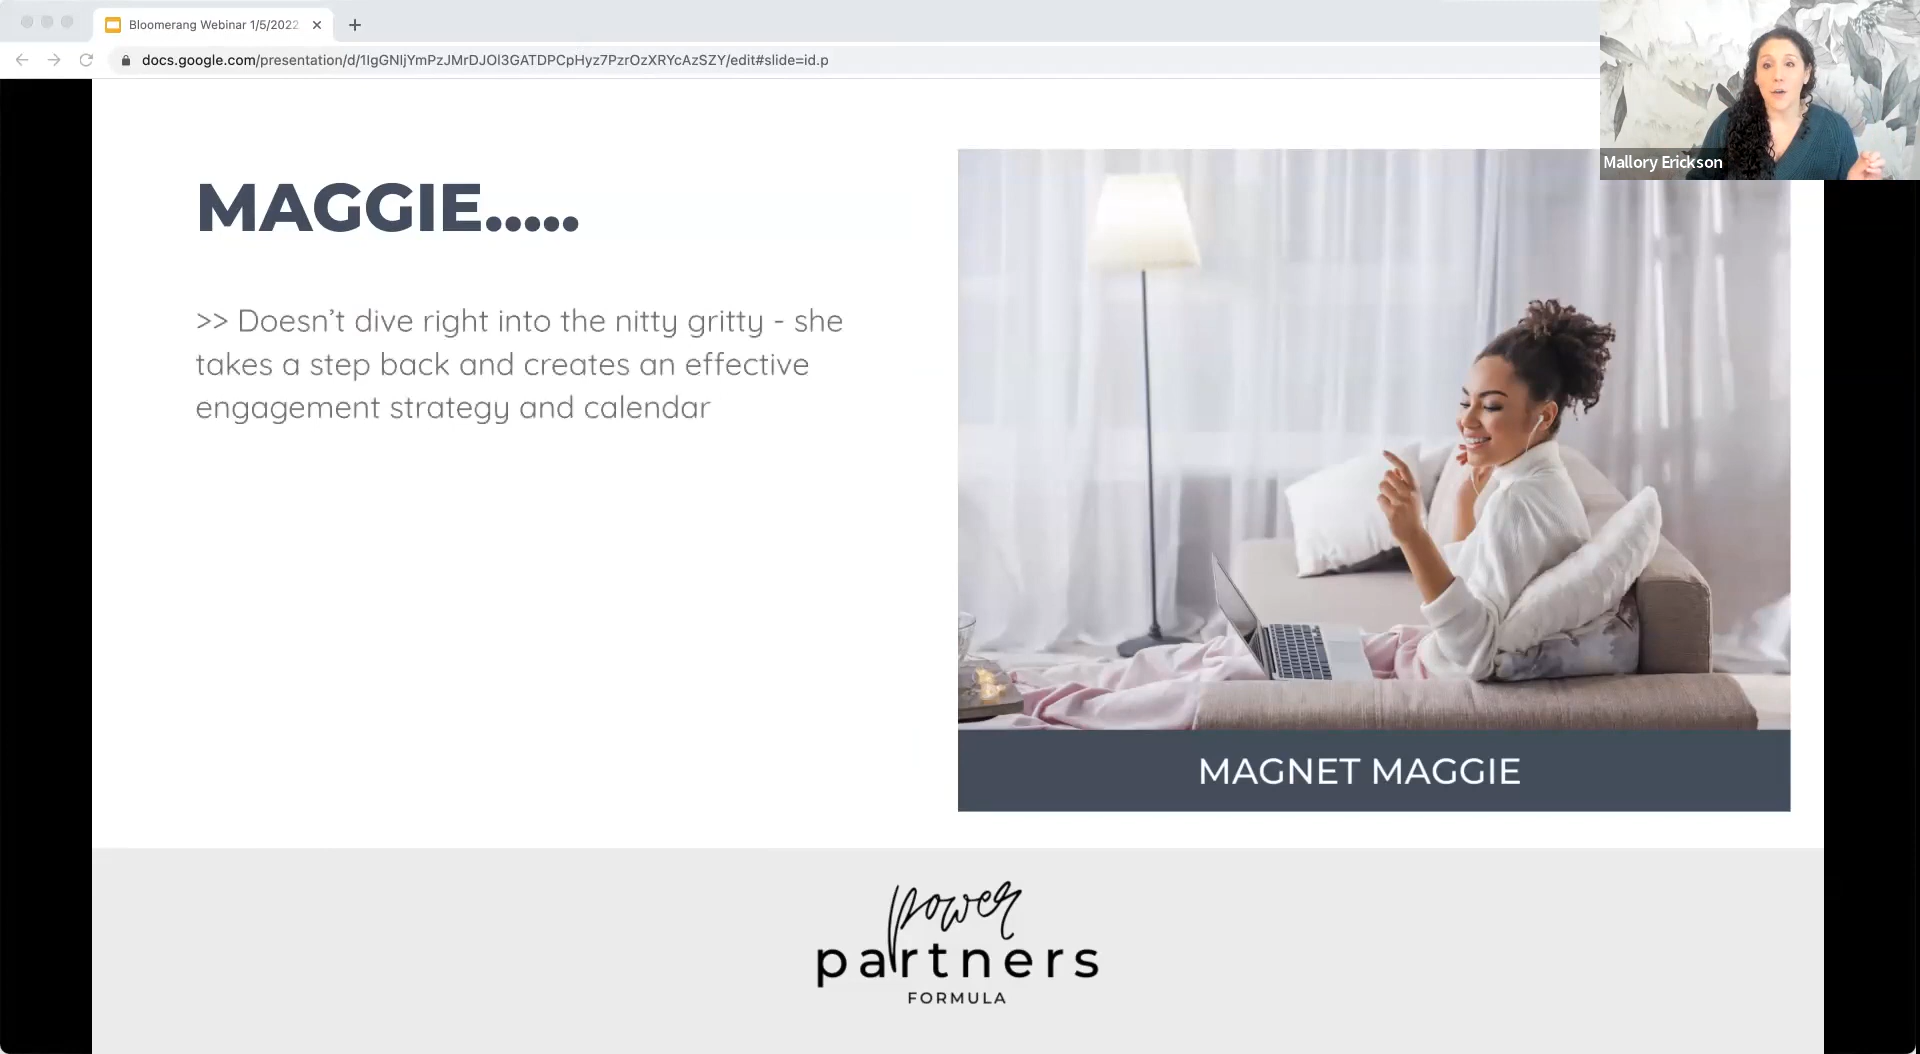 Bloomerang Webinar 1/5/2022
docs.google.com/presentation/d/1IgGNljYmPzJMrDJOl3GATDPCpHyz7PzrOzXRYcAzSZY/edit#slide=id.p
Mallory Erickson
MAGGIE.....
>> Doesn’t dive right into the nitty gritty - she
takes a step back and creates an effective
engagement strategy and calendar
MAGNET MAGGIE
power
partners
FORMULA